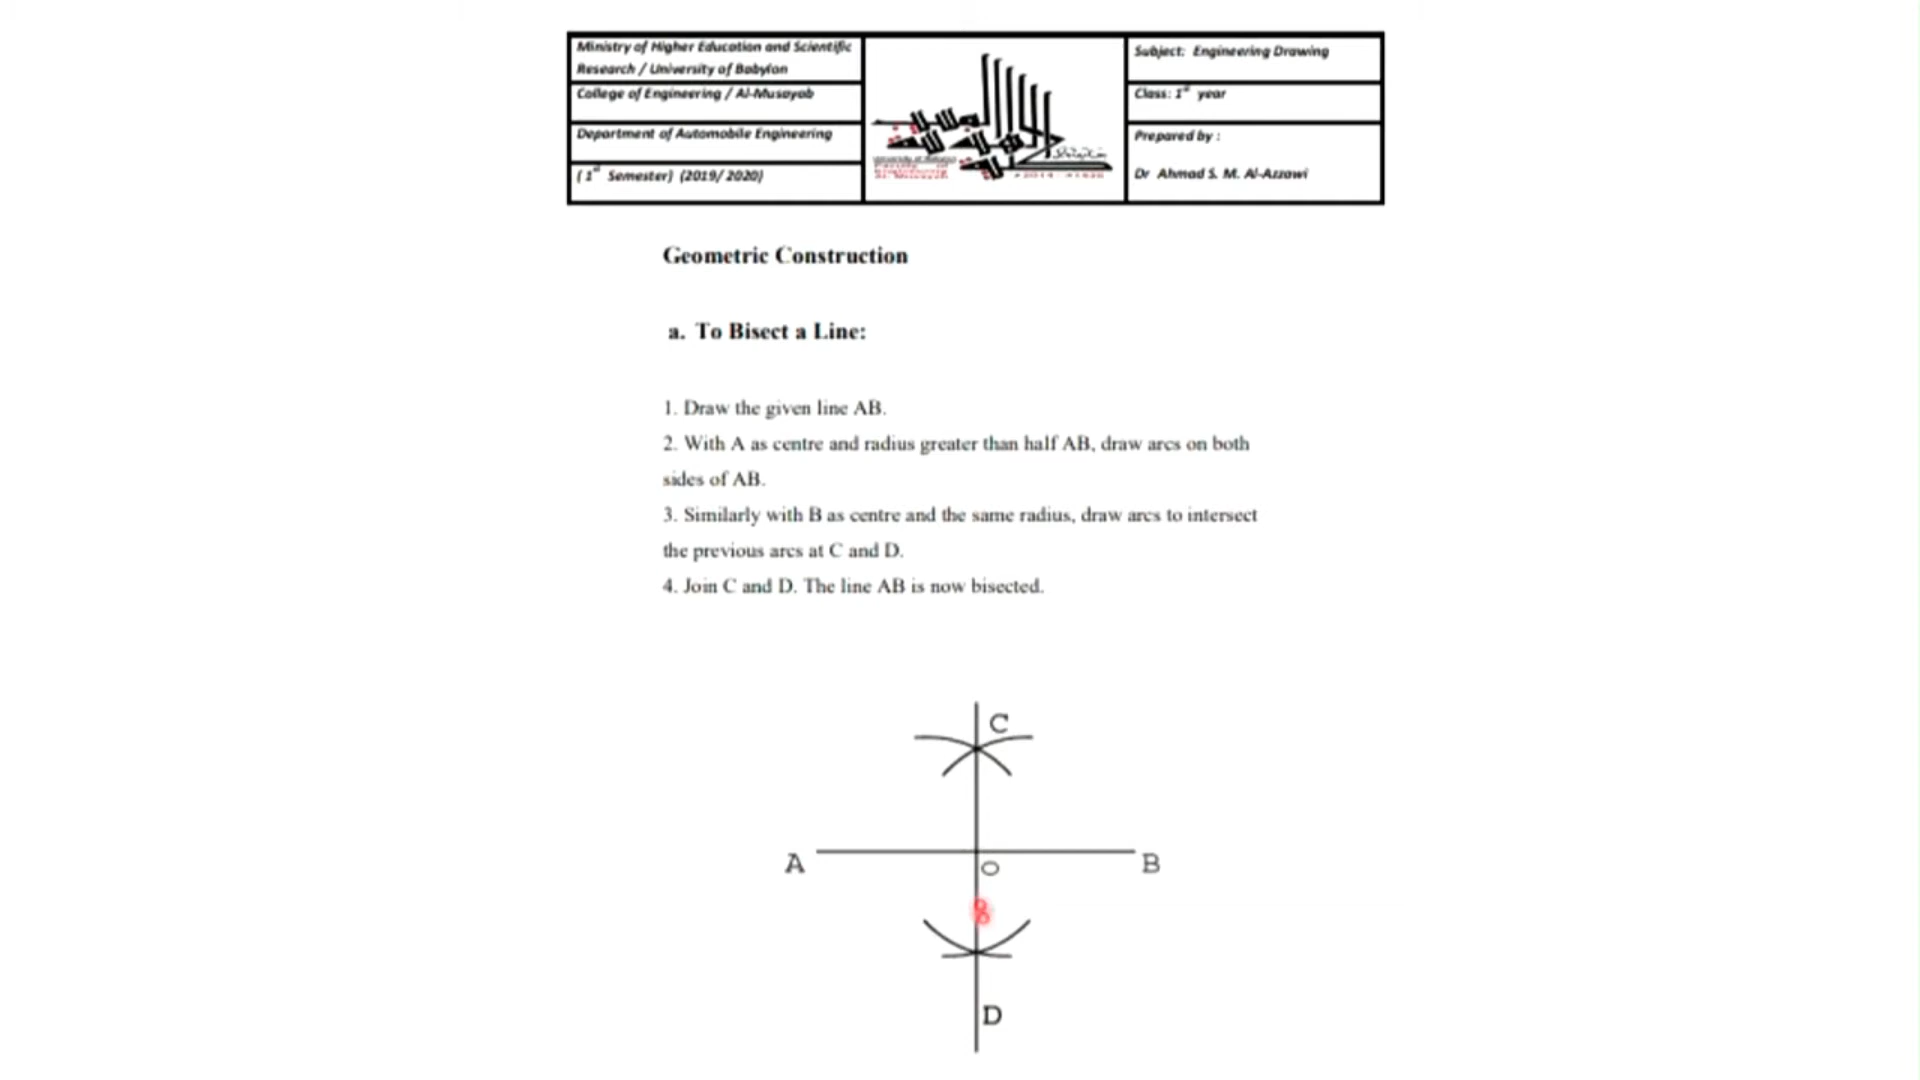 Ministry of Higher Education and Scientific
Research / University of Babylon
College of Engineering / Al-Musayab
Department of Automobile Engineering
(1st Semester) (2019/ 2020)
University of Babylon
Subject: Engineering Drawing
Class: 1st year
Prepared by :
Dr Ahmad S. M. Al-Azzawi
Geometric Construction
a. To Bisect a Line:
1. Draw the given line AB.
2. With A as centre and radius greater than half AB, draw arcs on both
sides of AB.
3. Similarly with B as centre and the same radius, draw arcs to intersect
the previous arcs at C and D.
4. Join C and D. The line AB is now bisected.
C
A
O
B
D